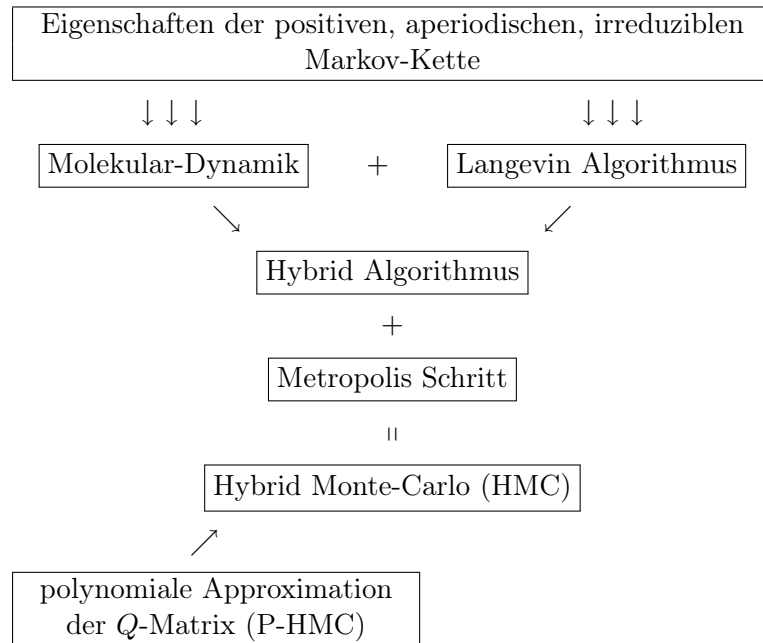 Eigenschaften der positiven, aperiodischen, irreduziblen
Markov-Kette
↓ ↓ ↓ ↓ ↓ ↓
Molekular-Dynamik + Langevin Algorithmus
↘ ↙
Hybrid Algorithmus
+
Metropolis Schritt
=
Hybrid Monte-Carlo (HMC)
↗
polynomiale Approximation
der Q-Matrix (P-HMC)